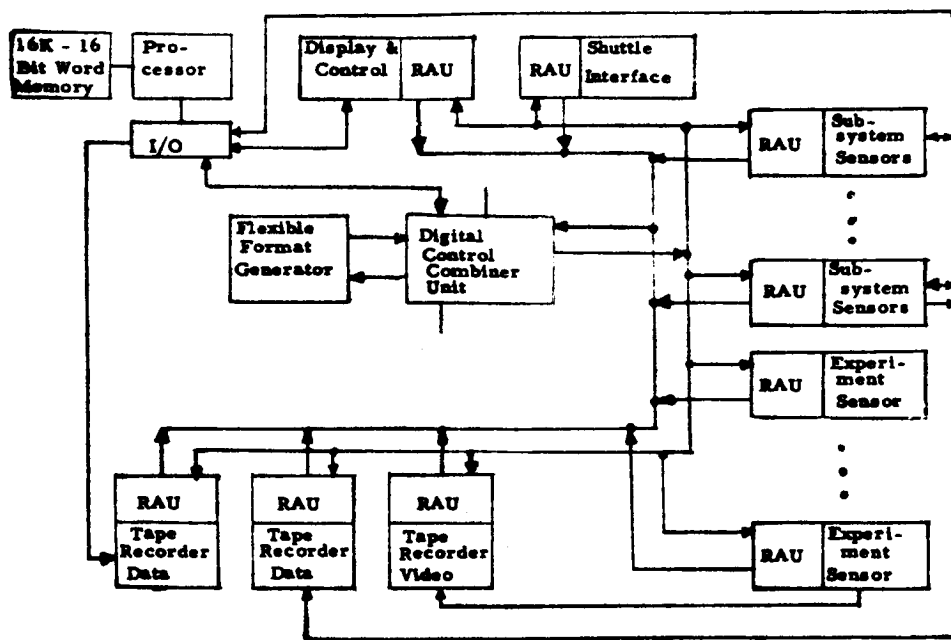 16K - 16
Bit Word
Memory
Pro-
cessor
I/O
Display &
Control
RAU
RAU
Shuttle
Interface
RAU
Sub-
system
Sensors
Flexible
Format
Generator
Digital
Control
Combiner
Unit
RAU
Sub-
system
Sensors
RAU
Experi-
ment
Sensor
RAU
Tape
Recorder
Data
RAU
Tape
Recorder
Data
RAU
Tape
Recorder
Video
RAU
Experi-
ment
Sensor